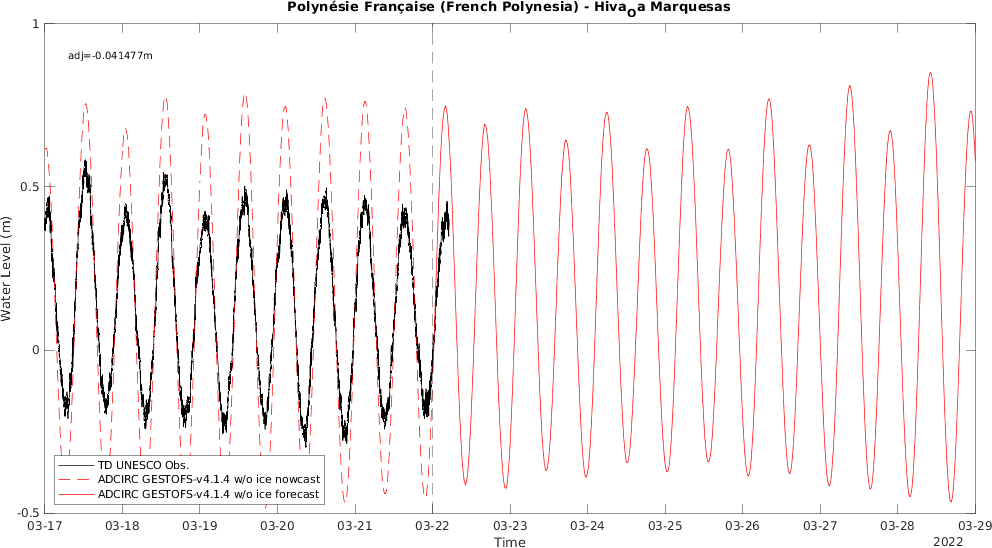 Polynésie Française (French Polynesia) - Hiva_Oa Marquesas
adj=-0.041477m
Water Level (m)
1
0.5
0
-0.5
TD UNESCO Obs.
ADCIRC GESTOFS-v4.1.4 w/o ice nowcast
ADCIRC GESTOFS-v4.1.4 w/o ice forecast
03-17 03-18 03-19 03-20 03-21 03-22 03-23 03-24 03-25 03-26 03-27 03-28 03-29
Time
2022